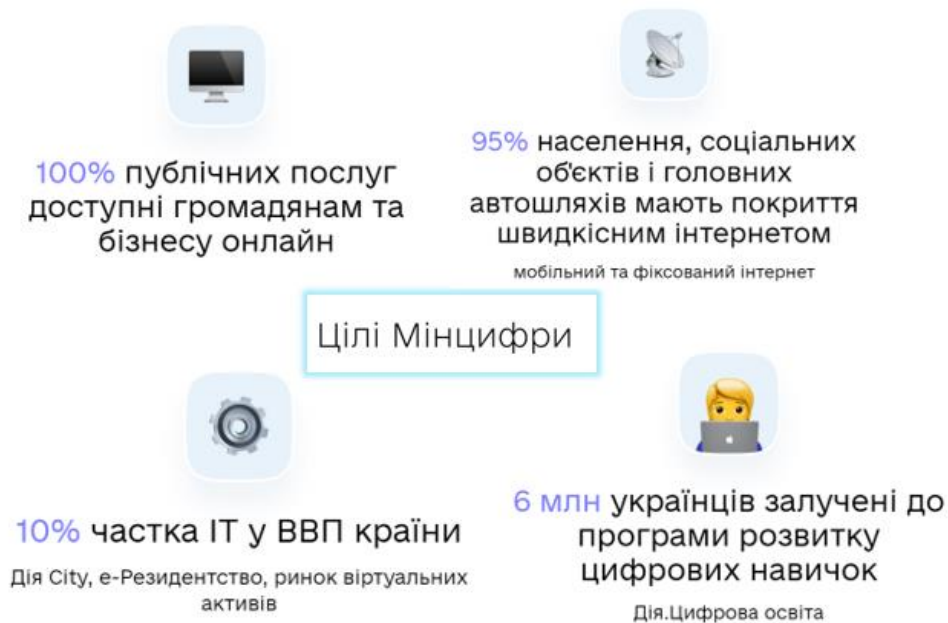 100% публічних послуг
доступні громадянам та
бізнесу онлайн
95% населення, соціальних
об'єктів і головних
автошляхів мають покриття
швидкісним інтернетом
мобільний та фіксований інтернет
Цілі Мінцифри
10% частка ІТ у ВВП країни
Дія City, е-Резидентство, ринок віртуальних
активів
6 млн українців залучені до
програми розвитку
цифрових навичок
Дія.Цифрова освіта